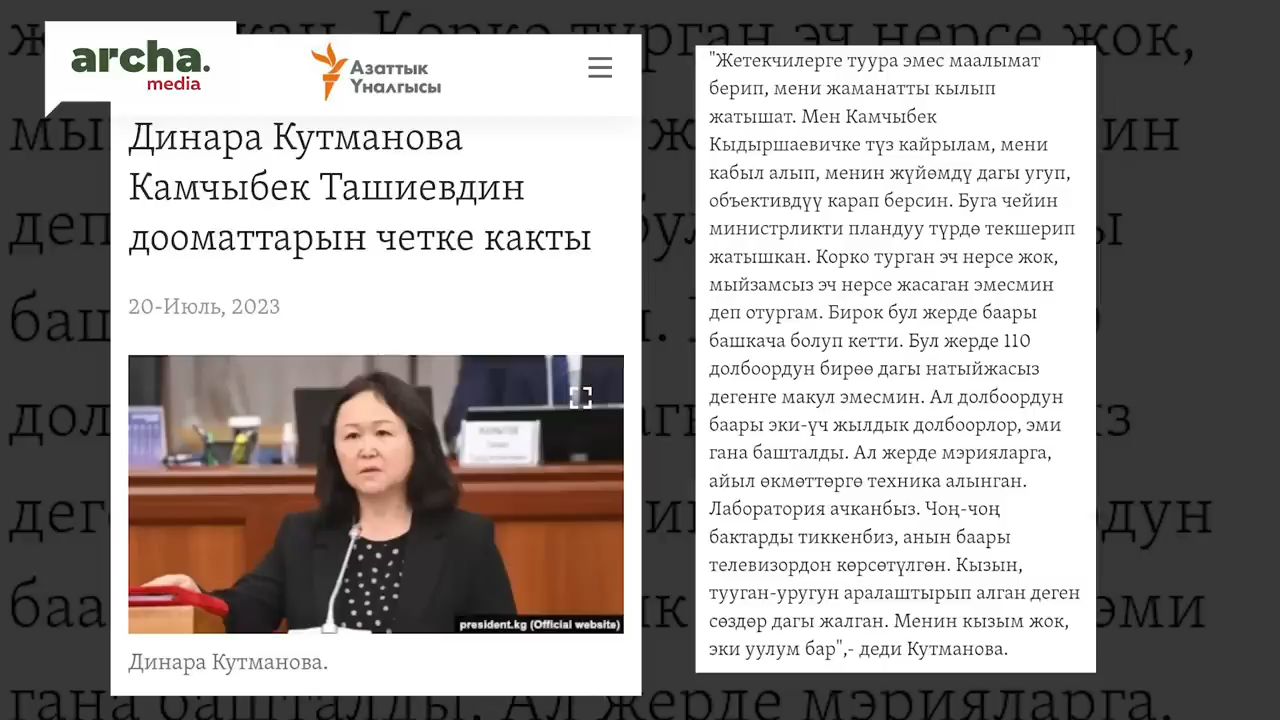 archa.
media
Азаттык
Үналгысы
Динара Кутманова
Камчыбек Ташиевдин
дооматтарын четке какты
20-Июль, 2023
president.kg (Official website)
Динара Кутманова.
"Жетекчилерге туура эмес маалымат
берип, мени жаманатты кылып
жатышат. Мен Камчыбек
Кыдыршаевичке түз кайрылам, мени
кабыл алып, менин жүйөмдү дагы угуп,
объективдүү карап берсин. Буга чейин
министрликти пландуу түрдө текшерип
жатышкан. Корко турган эч нерсе жок,
мыйзамсыз эч нерсе жасаган эмесмин
деп отургам. Бирок бул жерде баары
башкача болуп кетти. Бул жерде 110
долбоордун бирөө дагы натыйжасыз
дегенге макул эмесмин. Ал долбоордун
баары эки-үч жылдык долбоорлор, эми
гана башталды. Ал жерде мэрияларга,
айыл өкмөттөргө техника алынган.
Лаборатория ачканбыз. Чоң-чоң
бактарды тиккенбиз, анын баары
телевизордон көрсөтүлгөн. Кызын,
тууган-уругун аралаштырып алган деген
сөздөр дагы жалган. Менин кызым жок,
эки уулум бар",- деди Кутманова.